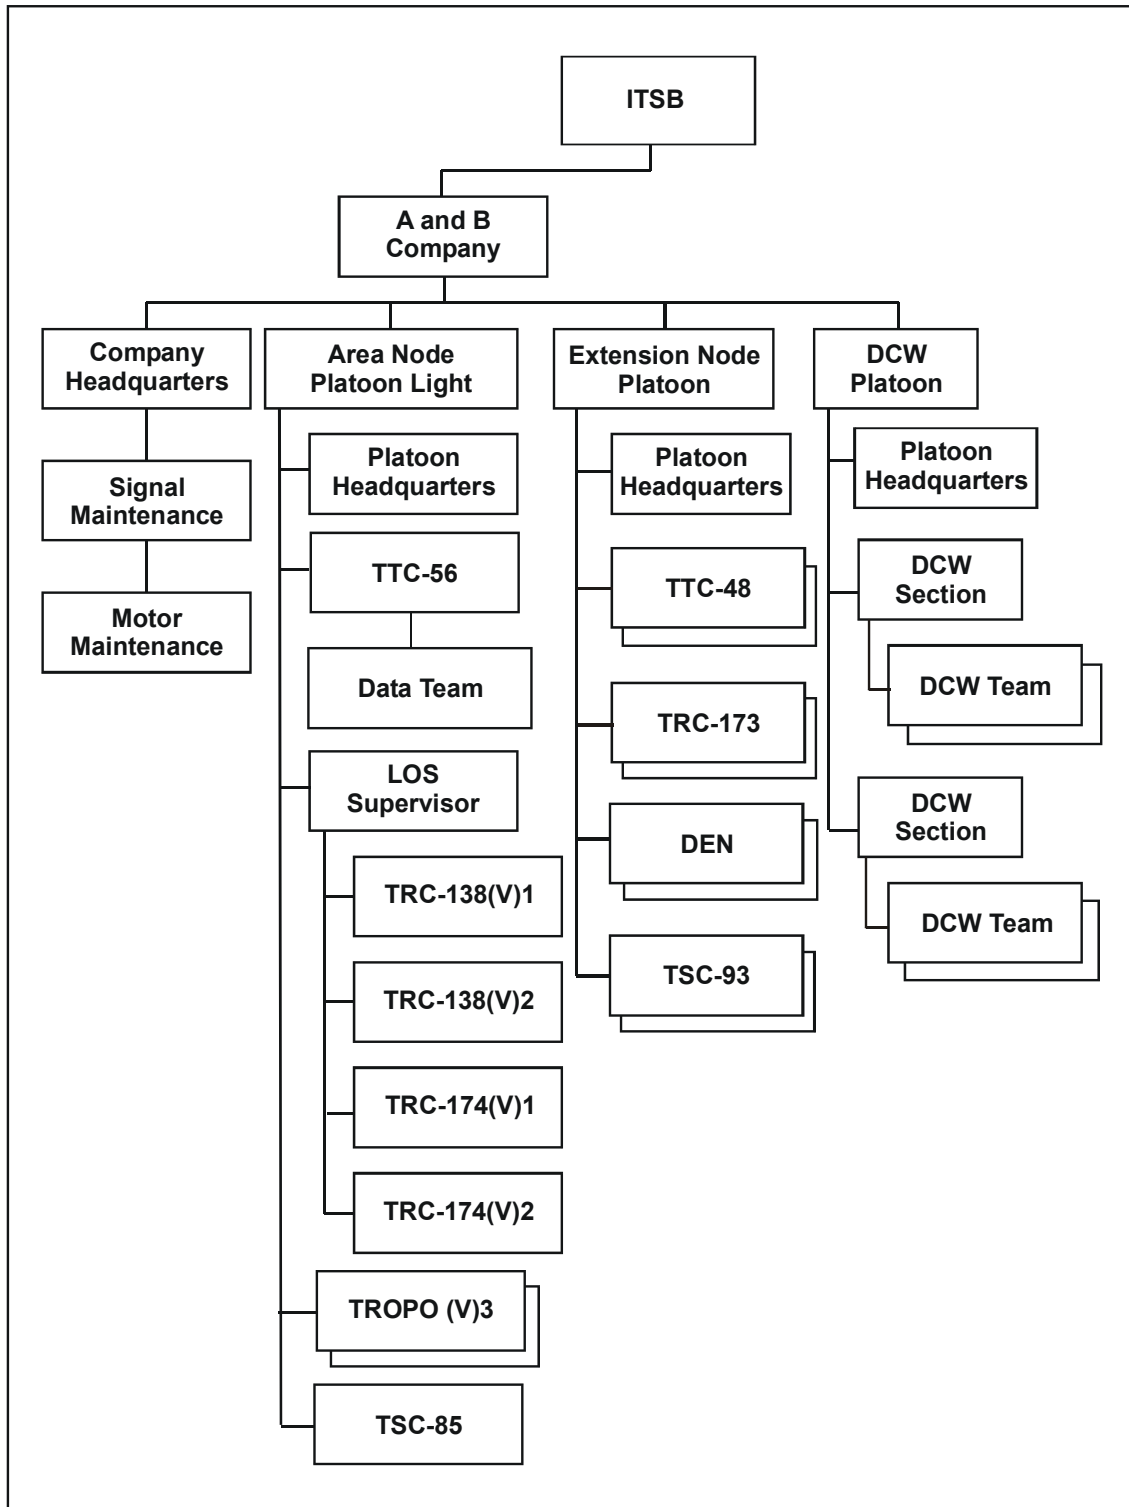 ITSB
A and B
Company
Company
Headquarters
Signal
Maintenance
Motor
Maintenance
Area Node
Platoon Light
Platoon
Headquarters
TTC-56
Data Team
LOS
Supervisor
TRC-138(V)1
TRC-138(V)2
TRC-174(V)1
TRC-174(V)2
TROPO (V)3
TSC-85
Extension Node
Platoon
Platoon
Headquarters
TTC-48
TRC-173
DEN
TSC-93
DCW
Platoon
Platoon
Headquarters
DCW
Section
DCW Team
DCW
Section
DCW Team